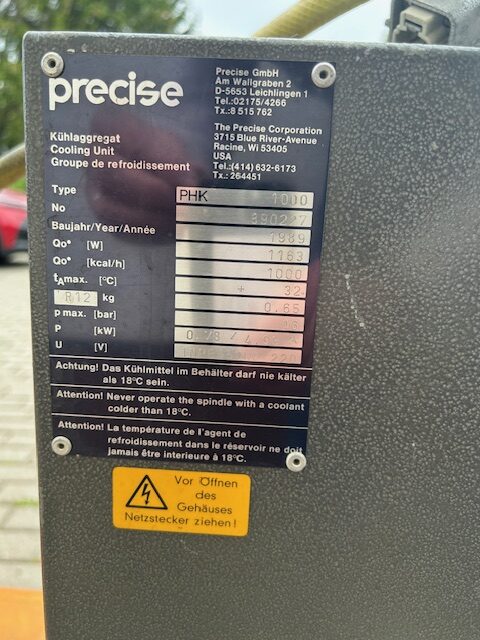 precise
Precise GmbH
Am Wallgraben 2
D-5653 Leichlingen 1
Tel.:02175/4266
Tx.:8 515 762
The Precise Corporation
3715 Blue River-Avenue
Racine, Wi 53405
USA
Tel.:(414) 632-6173
Tx.: 264451
Kühlaggregat
Cooling Unit
Groupe de refroidissement
Type PHK 1000
No 390227
Baujahr/Year/Année 1989
Qo* [W] 1163
Qo* [kcal/h] 1000
tAmax. [°C] + 32
R12 kg 0.65
p max. [bar]
P [kW]
U [V] 220
Achtung! Das Kühlmittel im Behälter darf nie kälter
als 18°C sein.
Attention! Never operate the spindle with a coolant
colder than 18°C.
Attention! La température de l'agent de
refroidissement dans le réservoir ne doit
jamais être interieure à 18°C.
Vor Öffnen
des
Gehäuses
Netzstecker ziehen!